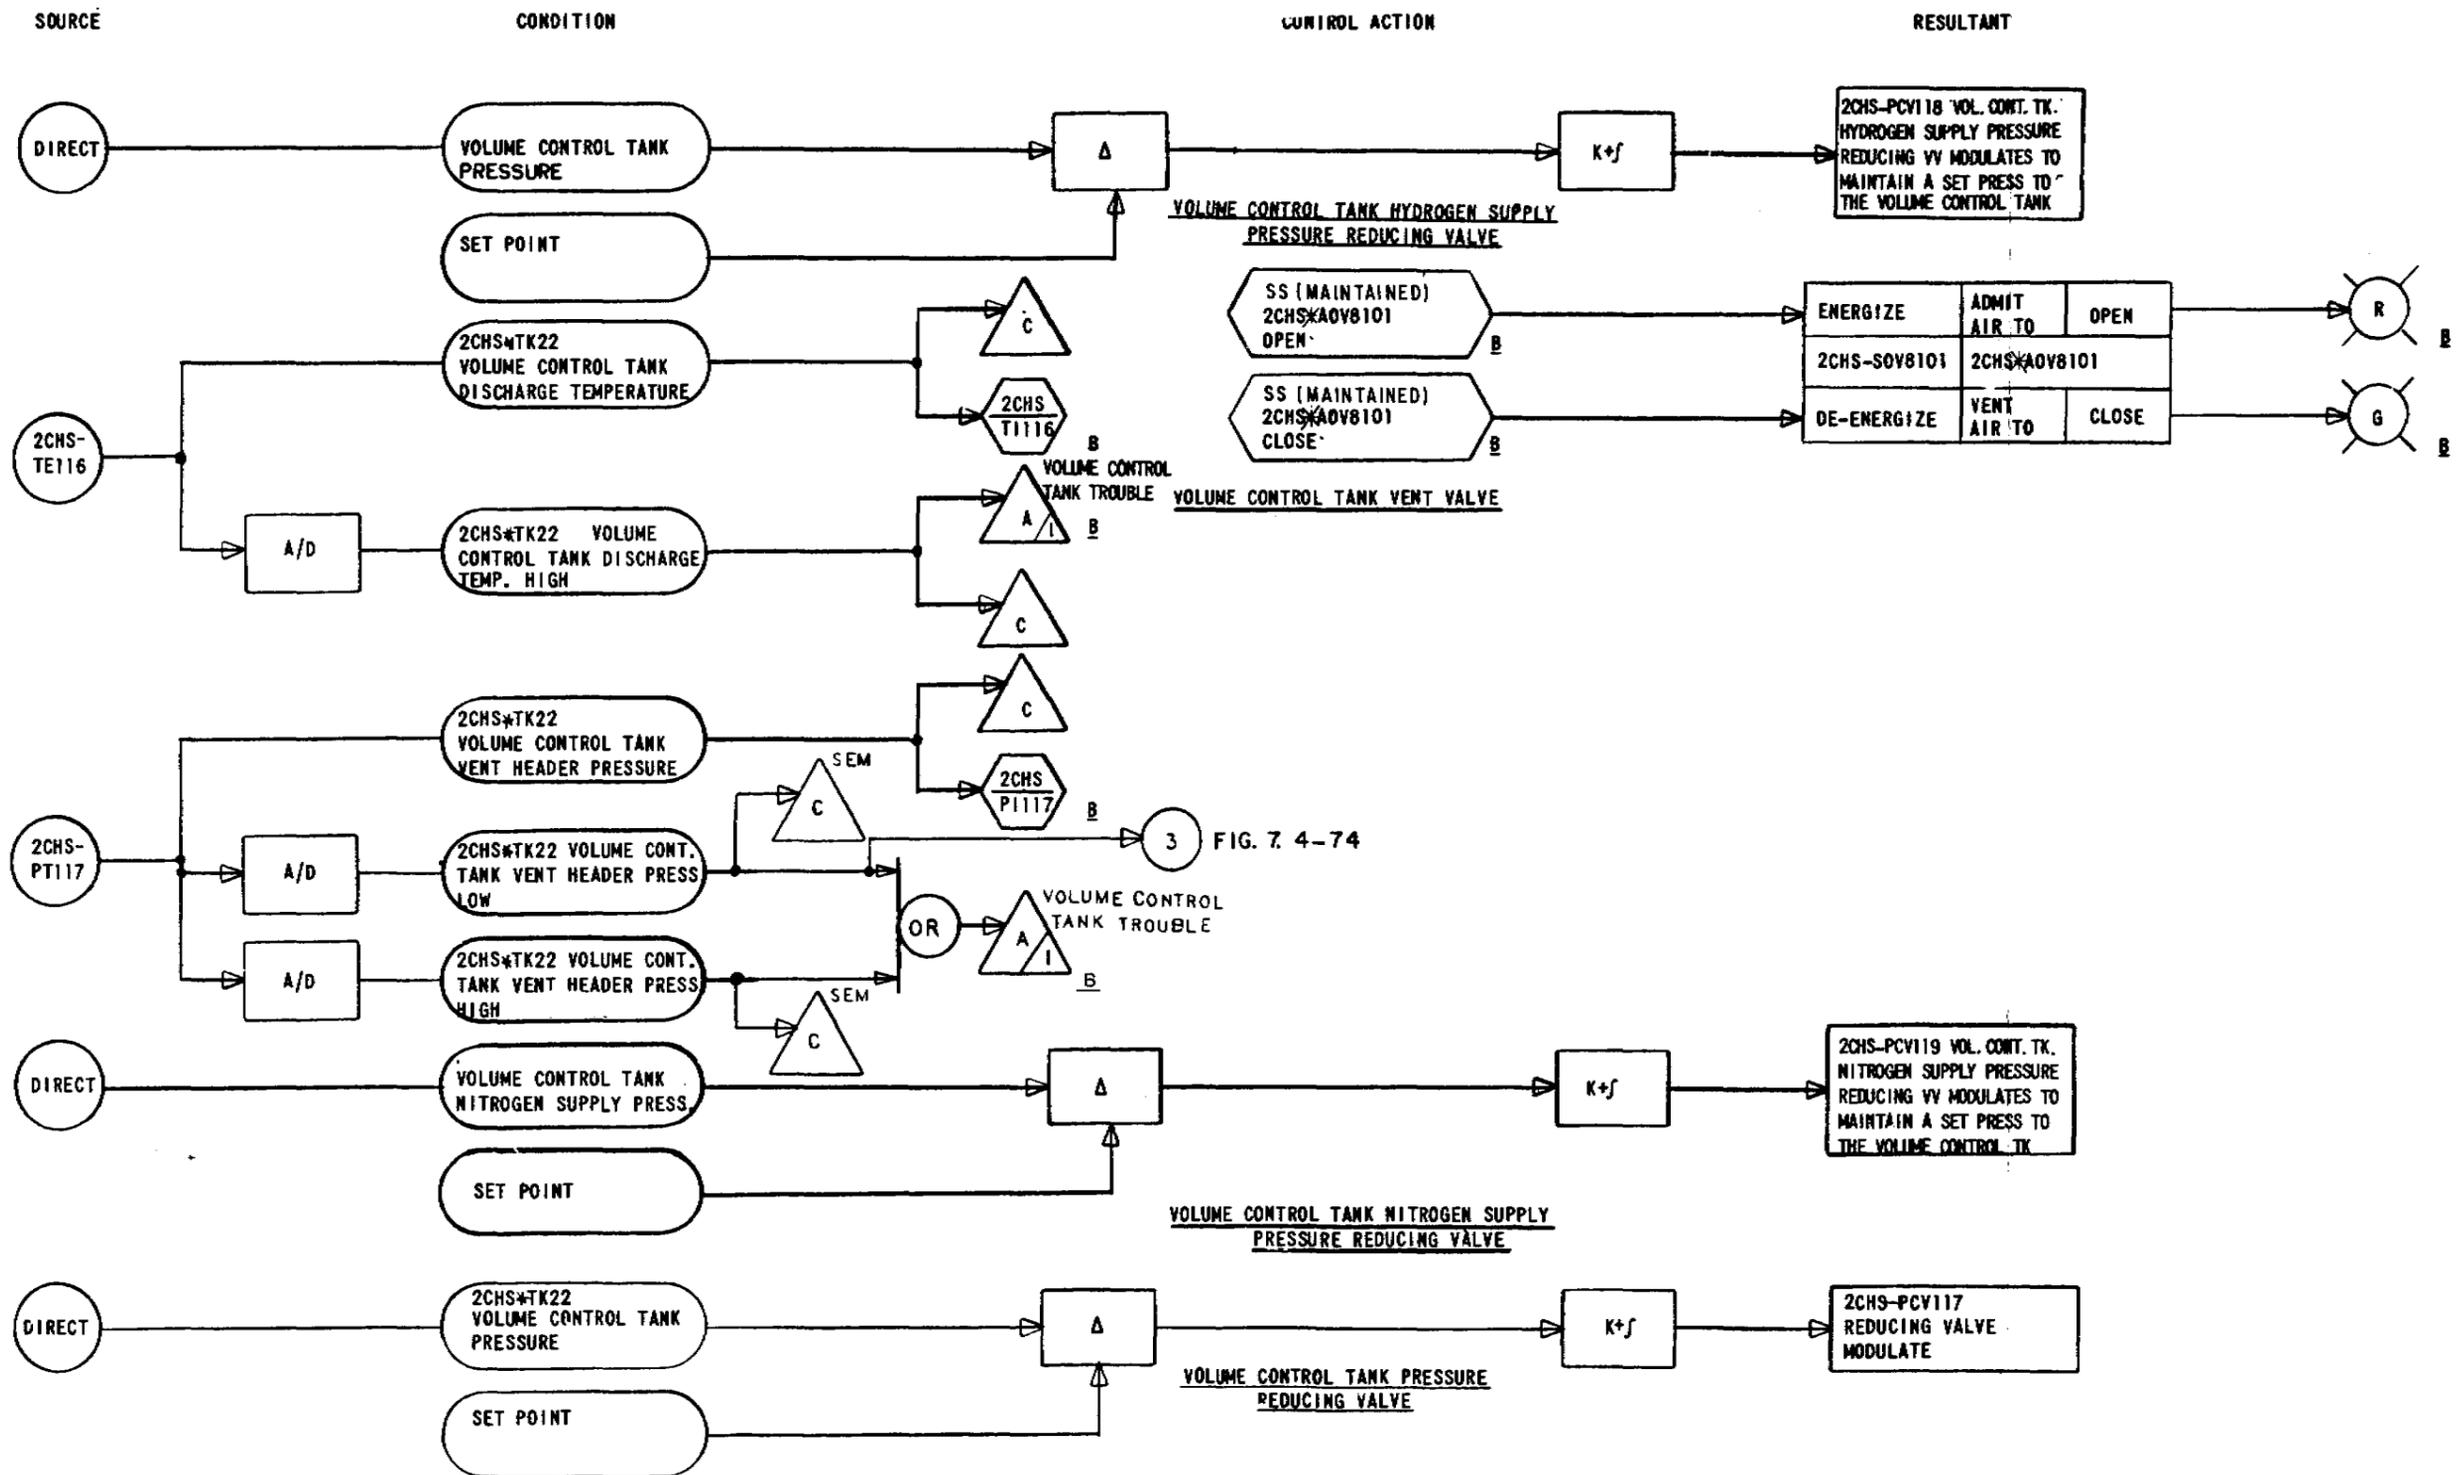 SOURCE
CONDITION
CONTROL ACTION
RESULTANT
DIRECT
VOLUME CONTROL TANK
PRESSURE
SET POINT
Δ
K+∫
VOLUME CONTROL TANK HYDROGEN SUPPLY
PRESSURE REDUCING VALVE
2CHS-PCV118 VOL. CONT. TK.
HYDROGEN SUPPLY PRESSURE
REDUCING VV MODULATES TO
MAINTAIN A SET PRESS TO
THE VOLUME CONTROL TANK
2CHS-
TE116
2CHS*TK22
VOLUME CONTROL TANK
DISCHARGE TEMPERATURE
C
2CHS
TI116
B
A/D
2CHS*TK22 VOLUME
CONTROL TANK DISCHARGE
TEMP. HIGH
VOLUME CONTROL
TANK TROUBLE
A/1
B
C
SS (MAINTAINED)
2CHS*AOV8101
OPEN
B
SS (MAINTAINED)
2CHS*AOV8101
CLOSE
B
VOLUME CONTROL TANK VENT VALVE
ENERGIZE
ADMIT
AIR TO
OPEN
2CHS-SOV8101
2CHS*AOV8101
DE-ENERGIZE
VENT
AIR TO
CLOSE
R
B
G
B
2CHS-
PT117
2CHS*TK22
VOLUME CONTROL TANK
VENT HEADER PRESSURE
C
2CHS
PI117
B
A/D
2CHS*TK22 VOLUME CONT.
TANK VENT HEADER PRESS
LOW
SEM
C
3
FIG. 7. 4-74
A/D
2CHS*TK22 VOLUME CONT.
TANK VENT HEADER PRESS
HIGH
SEM
C
OR
VOLUME CONTROL
TANK TROUBLE
A/1
B
DIRECT
VOLUME CONTROL TANK
NITROGEN SUPPLY PRESS.
SET POINT
Δ
K+∫
VOLUME CONTROL TANK NITROGEN SUPPLY
PRESSURE REDUCING VALVE
2CHS-PCV119 VOL. CONT. TK.
NITROGEN SUPPLY PRESSURE
REDUCING VV MODULATES TO
MAINTAIN A SET PRESS TO
THE VOLUME CONTROL TK
DIRECT
2CHS*TK22
VOLUME CONTROL TANK
PRESSURE
SET POINT
Δ
K+∫
VOLUME CONTROL TANK PRESSURE
REDUCING VALVE
2CHS-PCV117
REDUCING VALVE
MODULATE